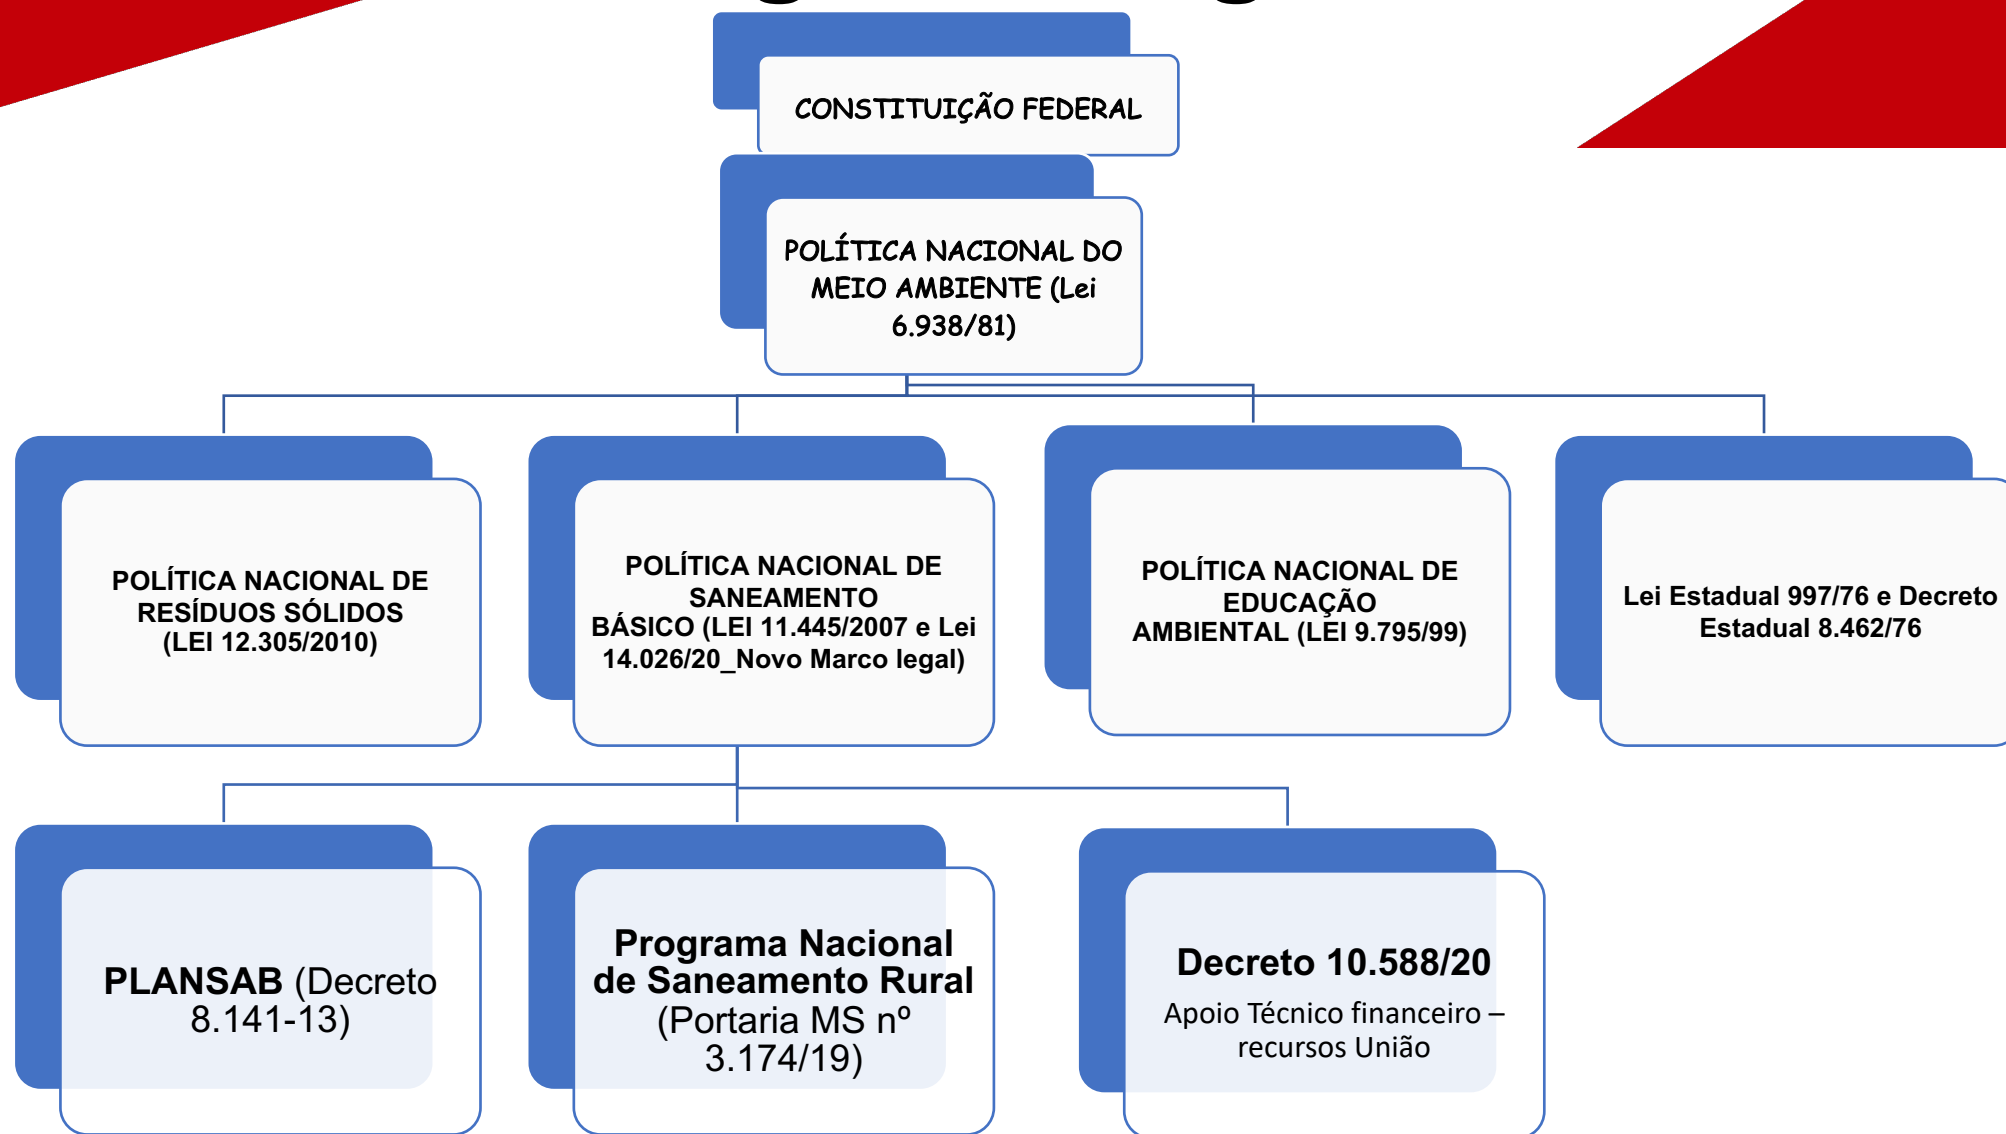 CONSTITUIÇÃO FEDERAL
POLÍTICA NACIONAL DO
MEIO AMBIENTE (Lei
6.938/81)
POLÍTICA NACIONAL DE
RESÍDUOS SÓLIDOS
(LEI 12.305/2010)
POLÍTICA NACIONAL DE
SANEAMENTO
BÁSICO (LEI 11.445/2007 e Lei
14.026/20_Novo Marco legal)
POLÍTICA NACIONAL DE
EDUCAÇÃO
AMBIENTAL (LEI 9.795/99)
Lei Estadual 997/76 e Decreto
Estadual 8.462/76
PLANSAB (Decreto
8.141-13)
Programa Nacional
de Saneamento Rural
(Portaria MS nº
3.174/19)
Decreto 10.588/20
Apoio Técnico financeiro –
recursos União